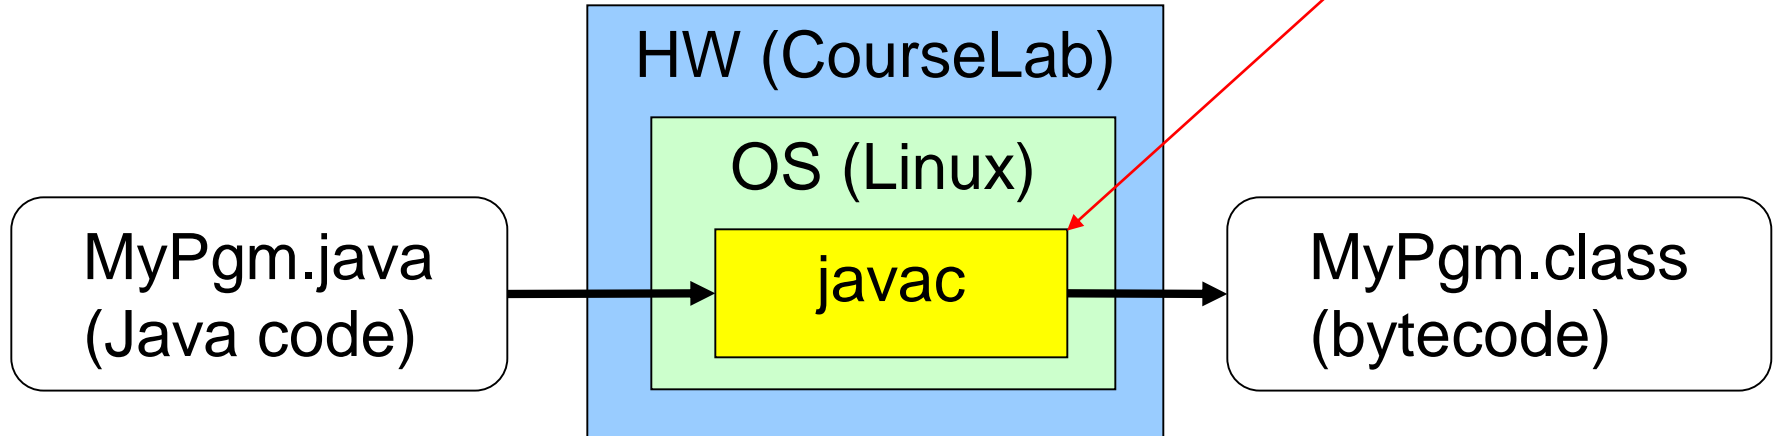 HW (CourseLab)
OS (Linux)
MyPgm.java
(Java code)
javac
MyPgm.class
(bytecode)